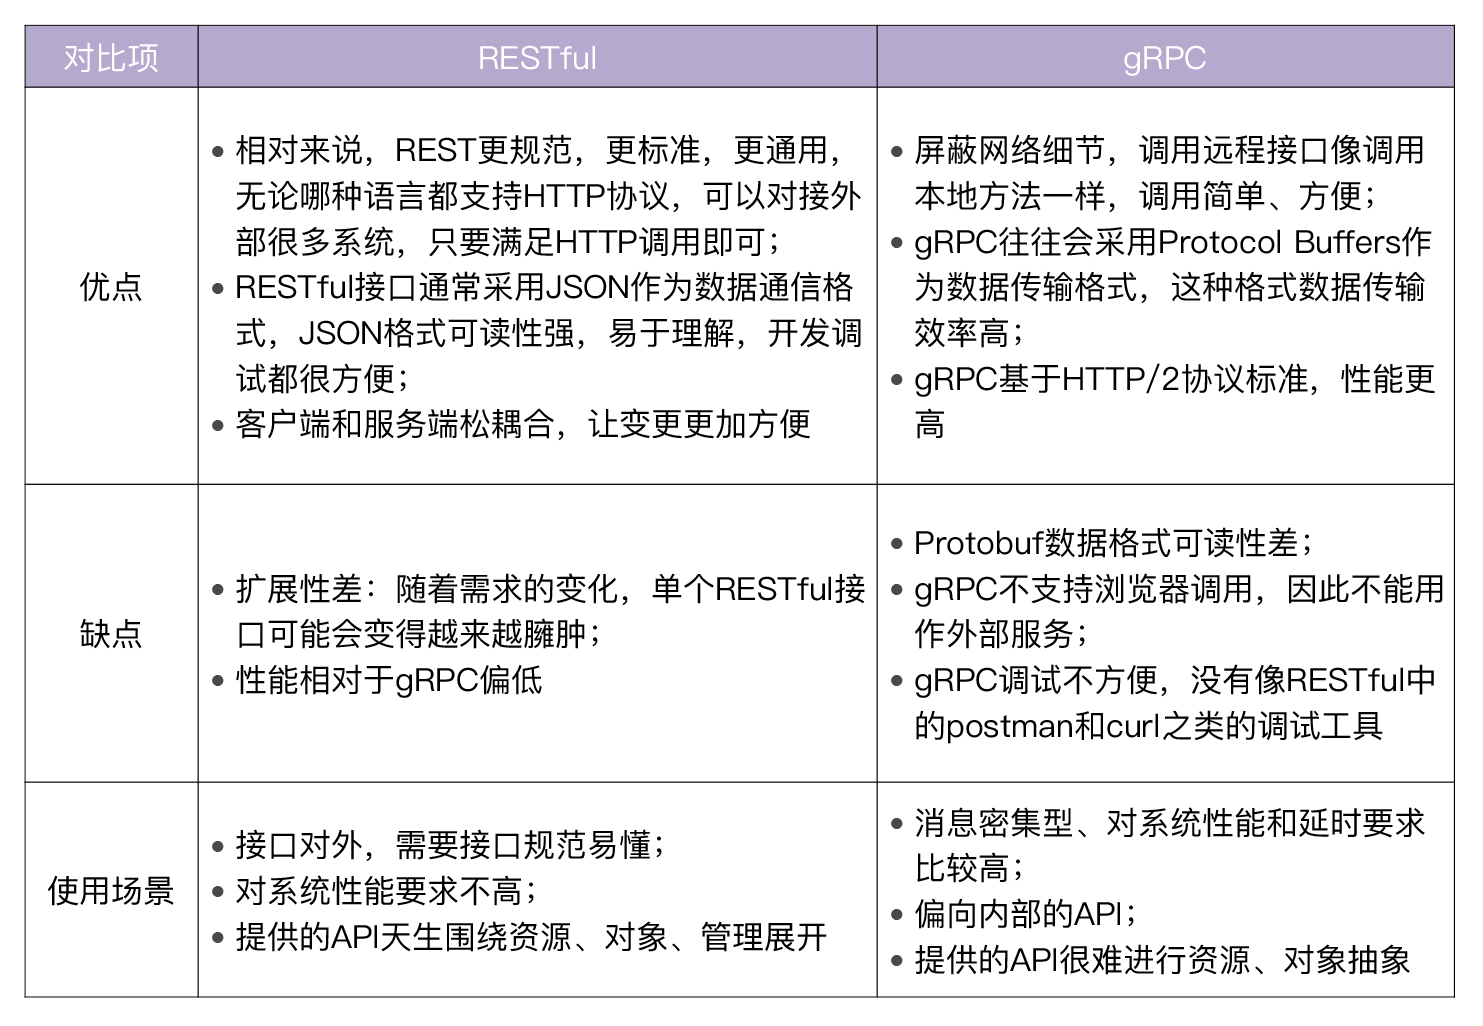 对比项
RESTful
gRPC
优点
相对来说，REST更规范，更标准，更通用，
无论哪种语言都支持HTTP协议，可以对接外
部很多系统，只要满足HTTP调用即可；
RESTful接口通常采用JSON作为数据通信格
式，JSON格式可读性强，易于理解，开发调
试都很方便；
客户端和服务端松耦合，让变更更加方便
屏蔽网络细节，调用远程接口像调用
本地方法一样，调用简单、方便；
gRPC往往会采用Protocol Buffers作
为数据传输格式，这种格式数据传输
效率高；
gRPC基于HTTP/2协议标准，性能更
高
缺点
扩展性差：随着需求的变化，单个RESTful接
口可能会变得越来越臃肿；
性能相对于gRPC偏低
Protobuf数据格式可读性差；
gRPC不支持浏览器调用，因此不能用
作外部服务；
gRPC调试不方便，没有像RESTful中
的postman和curl之类的调试工具
使用场景
接口对外，需要接口规范易懂；
对系统性能要求不高；
提供的API天生围绕资源、对象、管理展开
消息密集型、对系统性能和延时要求
比较高；
偏向内部的API；
提供的API很难进行资源、对象抽象